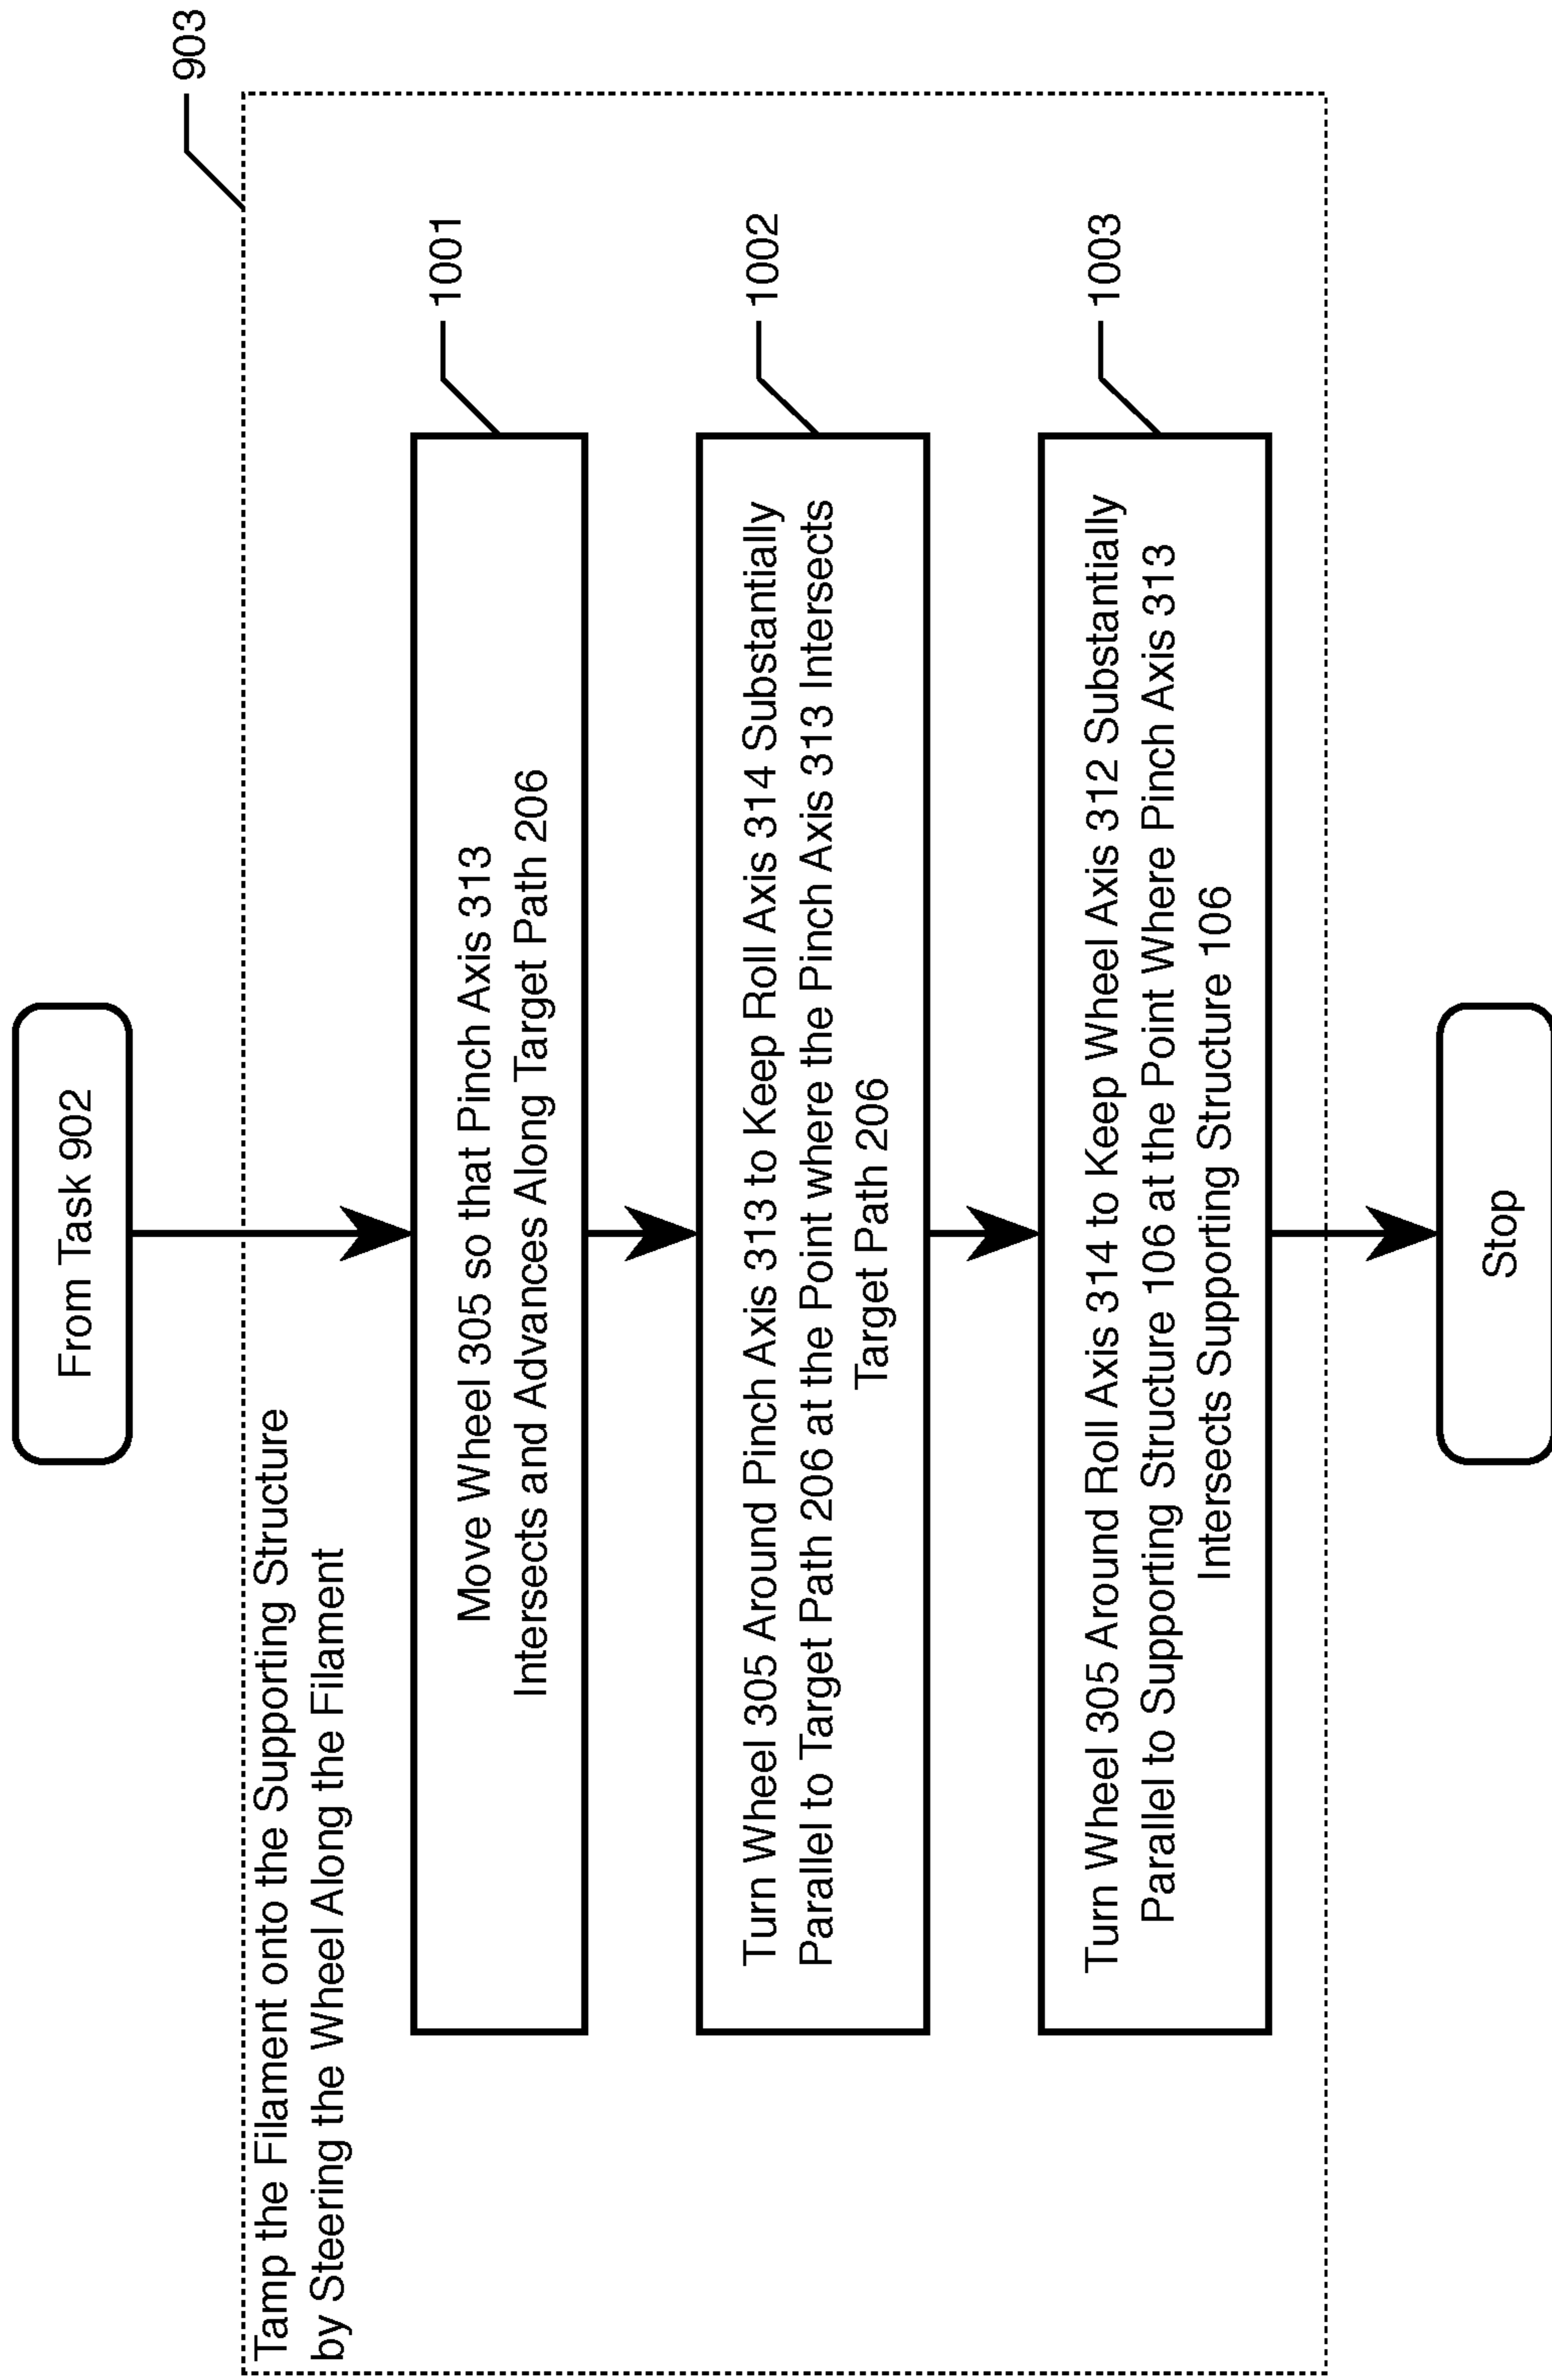 From Task 902
903
Tamp the Filament onto the Supporting Structure
by Steering the Wheel Along the Filament
1001
Move Wheel 305 so that Pinch Axis 313
Intersects and Advances Along Target Path 206
1002
Turn Wheel 305 Around Pinch Axis 313 to Keep Roll Axis 314 Substantially
Parallel to Target Path 206 at the Point where the Pinch Axis 313 Intersects
Target Path 206
1003
Turn Wheel 305 Around Roll Axis 314 to Keep Wheel Axis 312 Substantially
Parallel to Supporting Structure 106 at the Point Where Pinch Axis 313
Intersects Supporting Structure 106
Stop